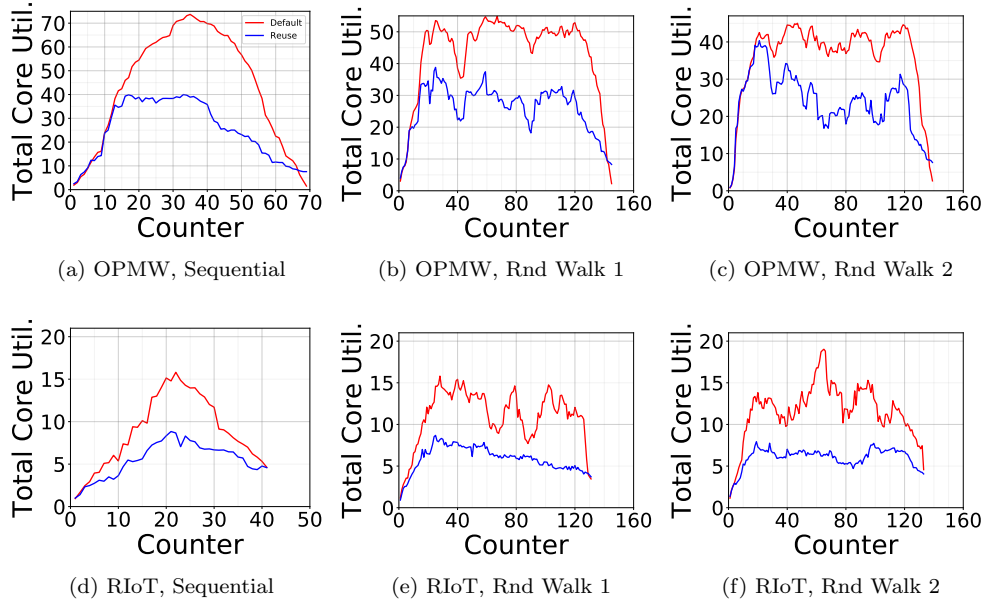 Total Core Util.
70
60
50
40
30
20
10
0
0 10 20 30 40 50 60 70
Counter
Default
Reuse
(a) OPMW, Sequential
Total Core Util.
50
40
30
20
10
0
0 40 80 120 160
Counter
(b) OPMW, Rnd Walk 1
Total Core Util.
40
30
20
10
0
0 40 80 120 160
Counter
(c) OPMW, Rnd Walk 2
Total Core Util.
20
15
10
5
0
0 10 20 30 40 50
Counter
(d) RIoT, Sequential
Total Core Util.
20
15
10
5
0
0 40 80 120 160
Counter
(e) RIoT, Rnd Walk 1
Total Core Util.
20
15
10
5
0
0 40 80 120 160
Counter
(f) RIoT, Rnd Walk 2